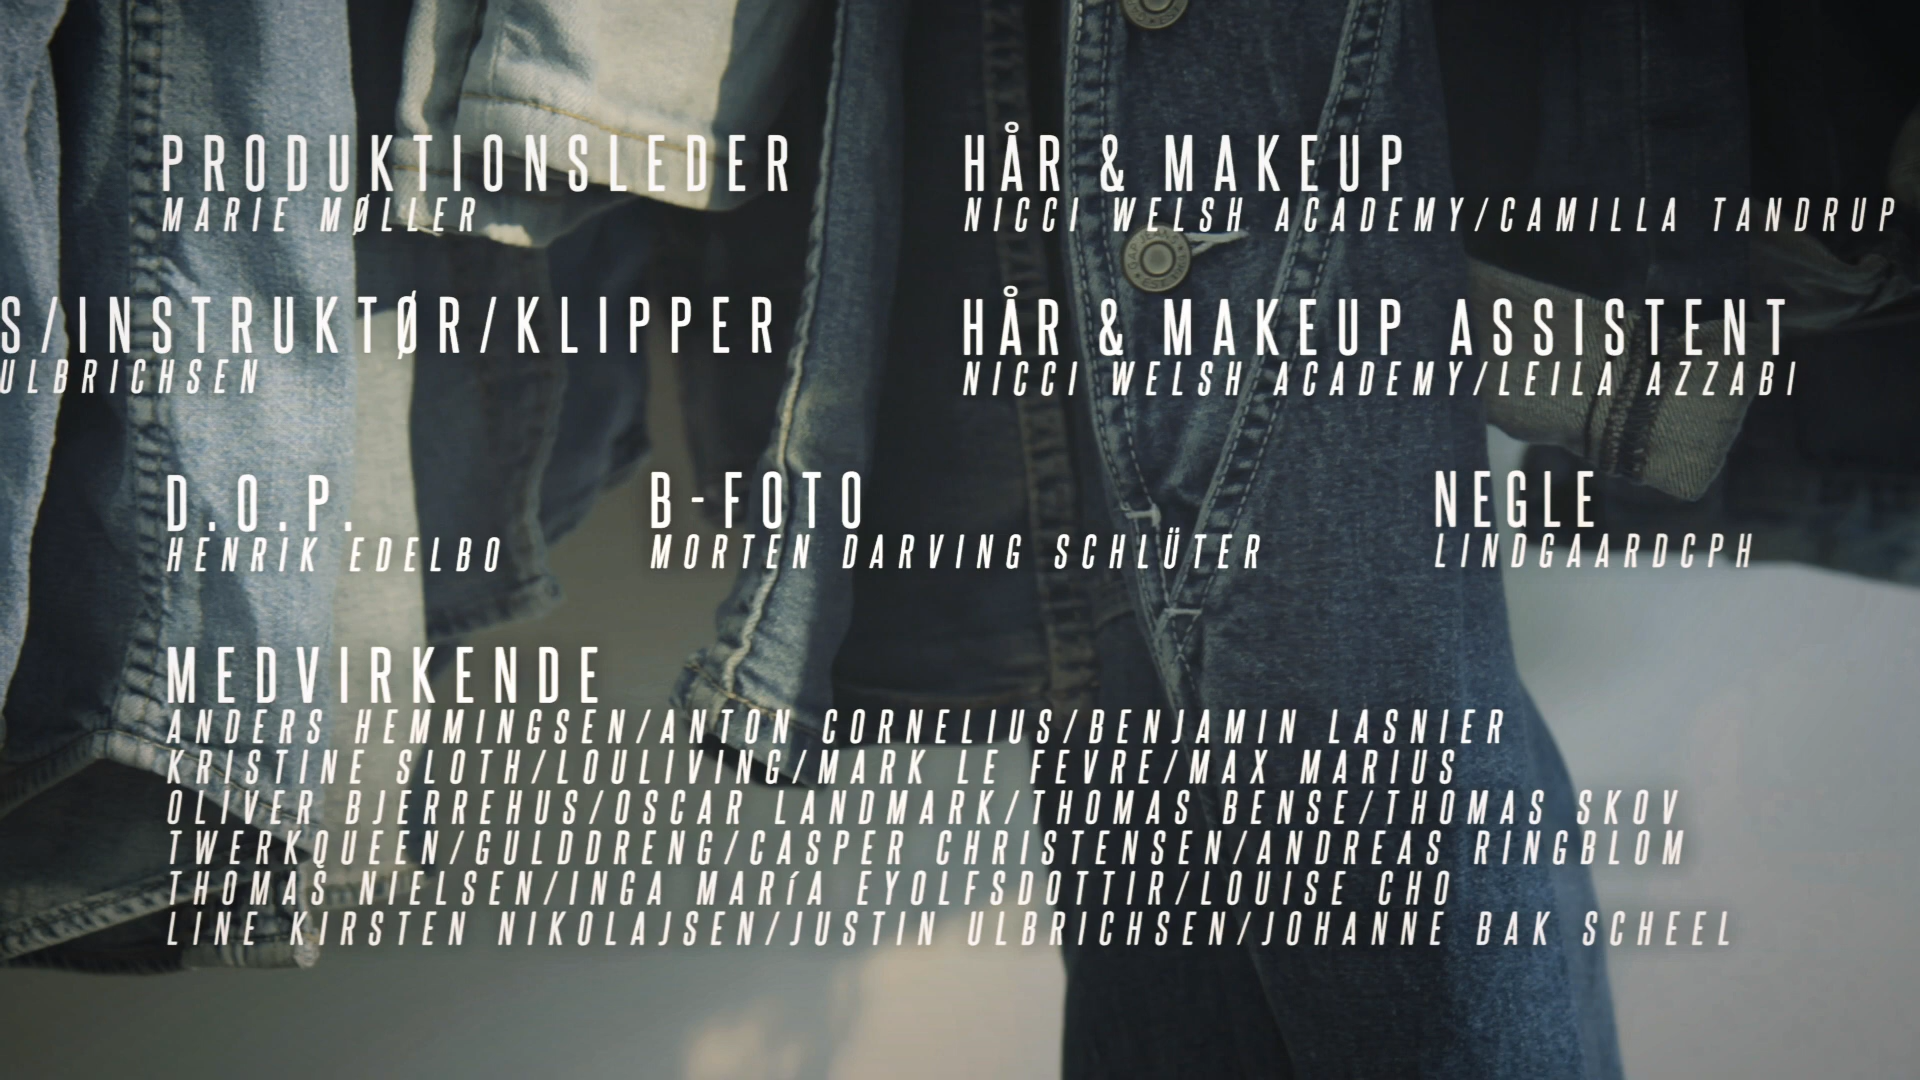 PRODUKTIONSLEDER
MARIE MØLLER
HÅR & MAKEUP
NICCI WELSH ACADEMY/CAMILLA TANDRUP
S/INSTRUKTØR/KLIPPER
ULBRICHSEN
HÅR & MAKEUP ASSISTENT
NICCI WELSH ACADEMY/LEILA AZZABI
D.O.P.
HENRIK EDELBO
B-FOTO
MORTEN DARVING SCHLÜTER
NEGLE
LINDGAARDCPH
MEDVIRKENDE
ANDERS HEMMINGSEN/ANTON CORNELIUS/BENJAMIN LASNIER
KRISTINE SLOTH/LOULIVING/MARK LE FEVRE/MAX MARIUS
OLIVER BJERREHUS/OSCAR LANDMARK/THOMAS BENSE/THOMAS SKOV
TWERKQUEEN/GULDDRENG/CASPER CHRISTENSEN/ANDREAS RINGBLOM
THOMAS NIELSEN/INGA MARíA EYOLFSDOTTIR/LOUISE CHO
LINE KIRSTEN NIKOLAJSEN/JUSTIN ULBRICHSEN/JOHANNE BAK SCHEEL